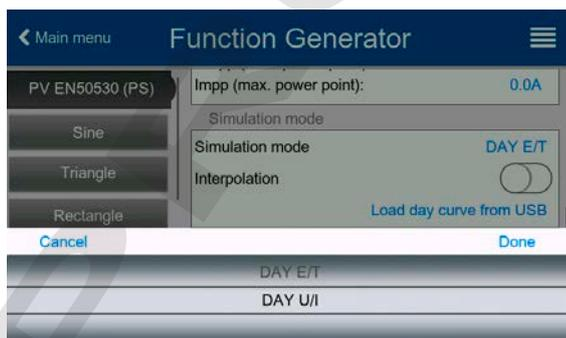 Main menu
Function Generator
PV EN50530 (PS)
Impp (max. power point):
0.0A
Sine
Simulation mode
Simulation mode
DAY E/T
Triangle
Interpolation
Rectangle
Load day curve from USB
Cancel
Done
DAY E/T
DAY U/I